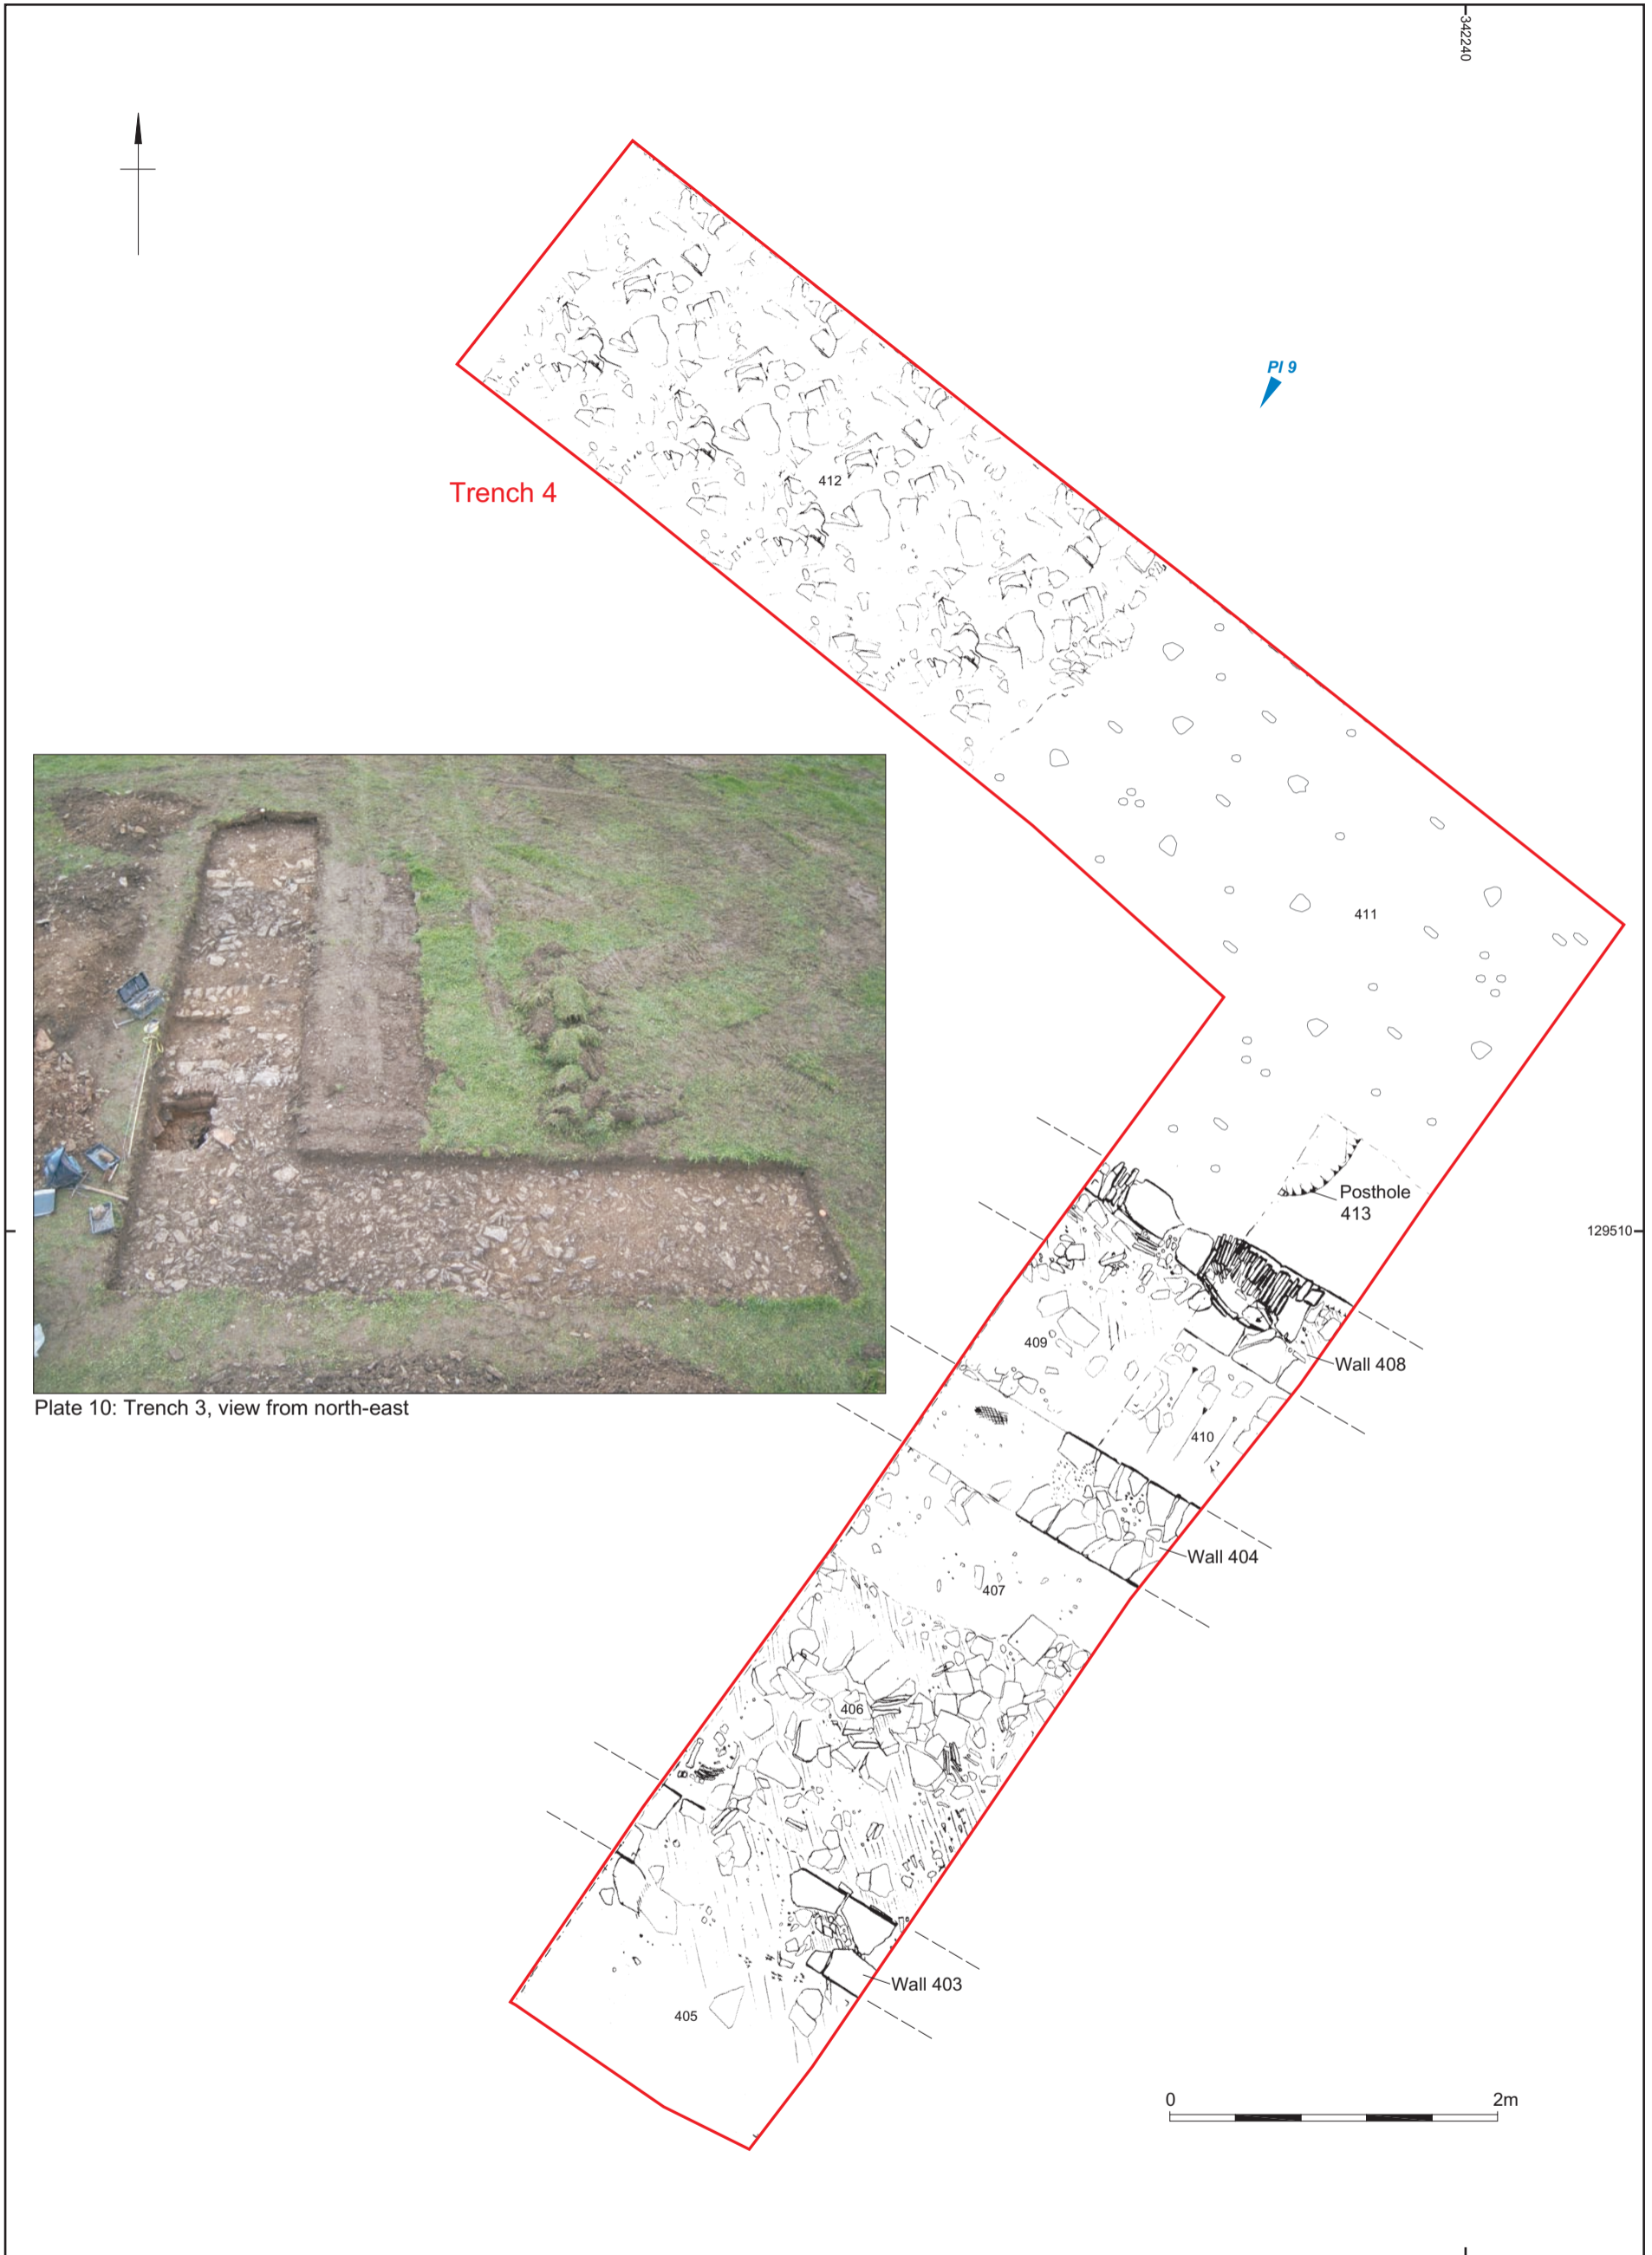 342240
Pl 9
Trench 4
412
411
Posthole
413
129510
409
Wall 408
Plate 10: Trench 3, view from north-east
410
Wall 404
407
406
Wall 403
405
0 2m